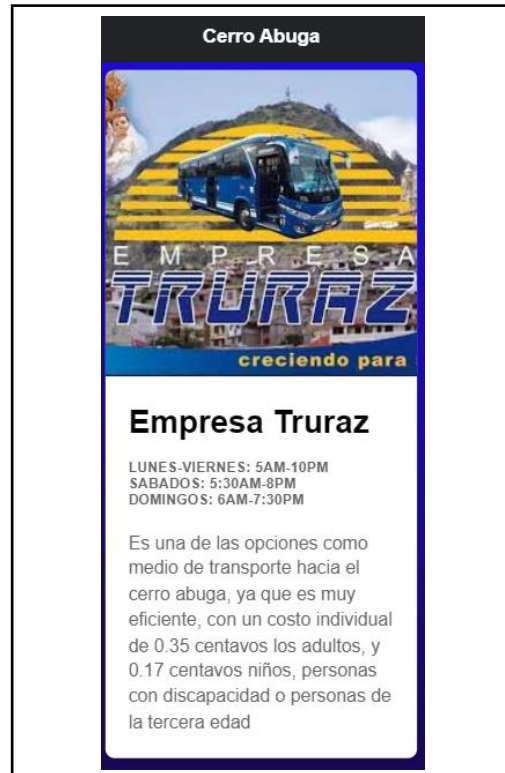 Cerro Abuga
EMPRESA
TRURAZ
creciendo para
Empresa Truraz
LUNES-VIERNES: 5AM-10PM
SABADOS: 5:30AM-8PM
DOMINGOS: 6AM-7:30PM
Es una de las opciones como
medio de transporte hacia el
cerro abuga, ya que es muy
eficiente, con un costo individual
de 0.35 centavos los adultos, y
0.17 centavos niños, personas
con discapacidad o personas de
la tercera edad